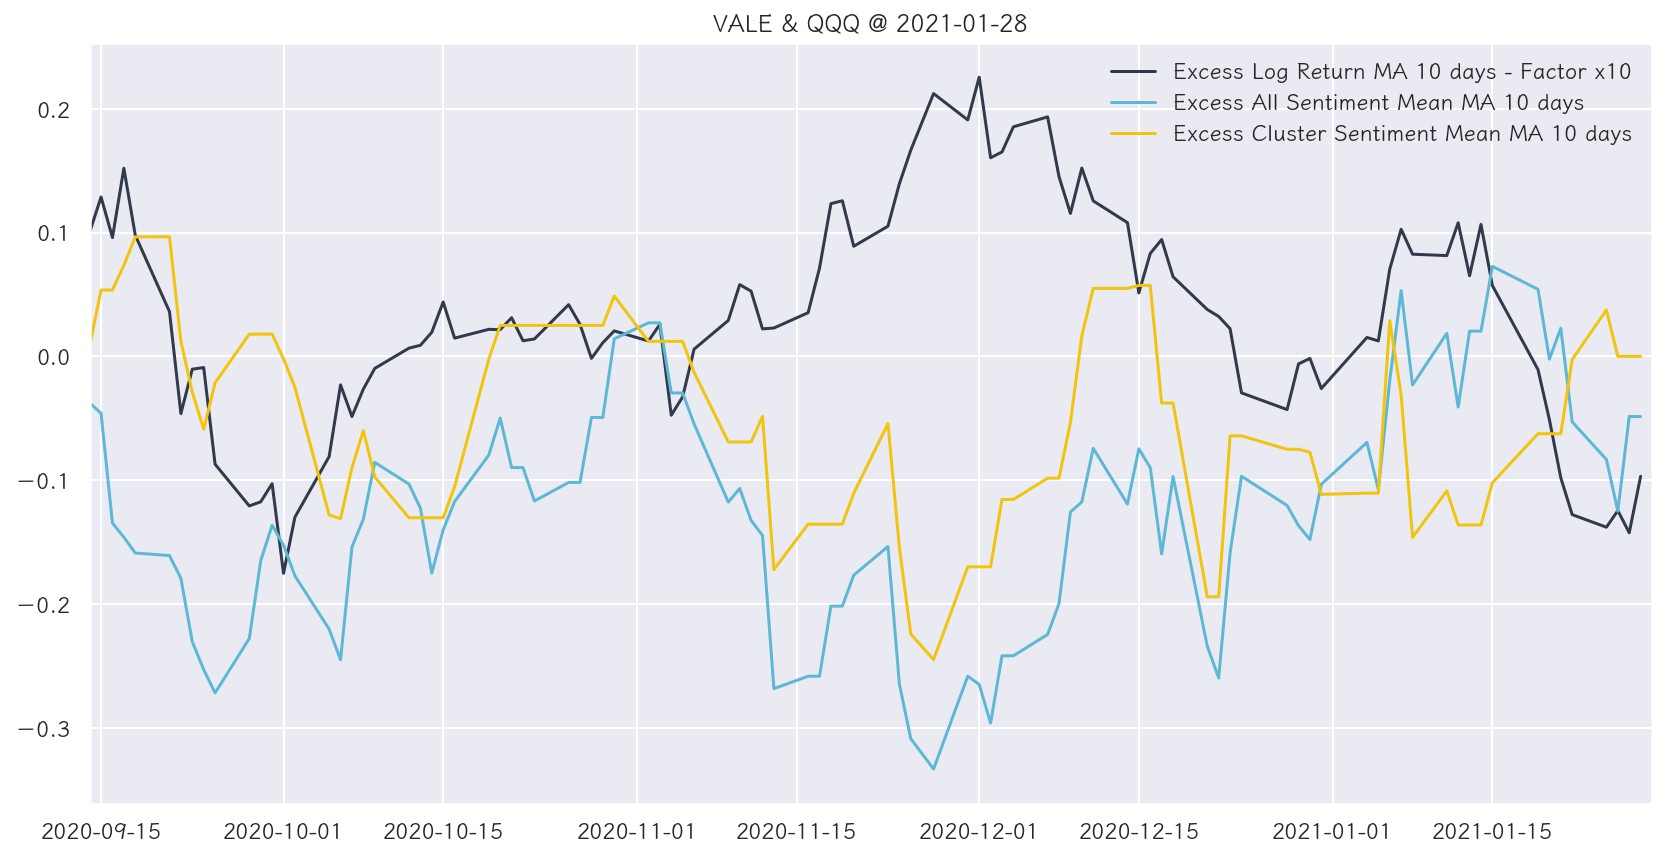 VALE & QQQ @ 2021-01-28
Excess Log Return MA 10 days - Factor x10
Excess All Sentiment Mean MA 10 days
Excess Cluster Sentiment Mean MA 10 days
0.2
0.1
0.0
−0.1
−0.2
−0.3
2020-09-15 2020-10-01 2020-10-15 2020-11-01 2020-11-15 2020-12-01 2020-12-15 2021-01-01 2021-01-15